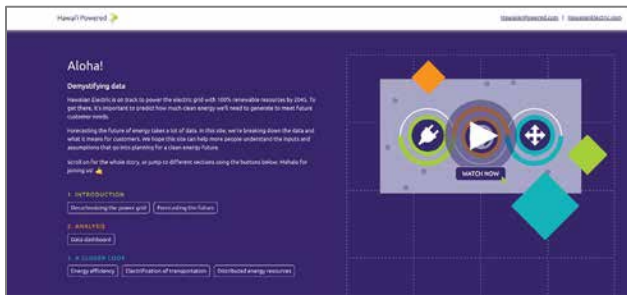 Hawai'i Powered
HawaiiPowered.com | HawaiianElectric.com
Aloha!
Demystifying data
Hawaiian Electric is on track to power the electric grid with 100% renewable resources by 2045. To
get there, it's important to predict how much clean energy we'll need to generate to meet future
customer needs.
Forecasting the future of energy takes a lot of data. In this site, we're breaking down the data and
what it means for customers. We hope this site can help more people understand the inputs and
assumptions that go into planning for a clean energy future.
Scroll on for the whole story, or jump to different sections using the buttons below. Mahalo for
joining us! 🤙
1. INTRODUCTION
Decarbonizing the power grid
Forecasting the future
2. ANALYSIS
Data dashboard
3. A CLOSER LOOK
Energy efficiency
Electrification of transportation
Distributed energy resources
WATCH NOW